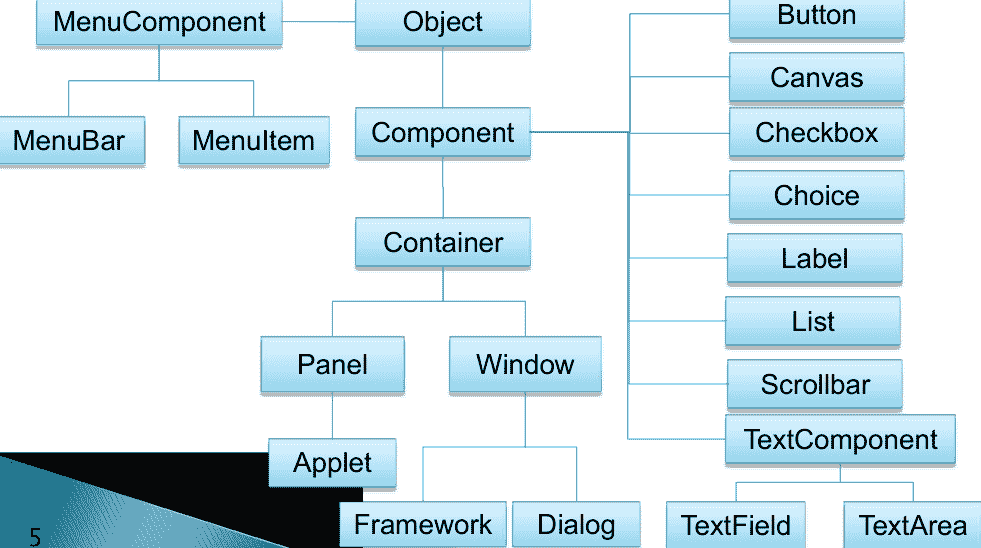 MenuComponent
Object
Button
Canvas
MenuBar
MenuItem
Component
Checkbox
Choice
Container
Label
List
Panel
Window
Scrollbar
TextComponent
Applet
Framework
Dialog
TextField
TextArea
5